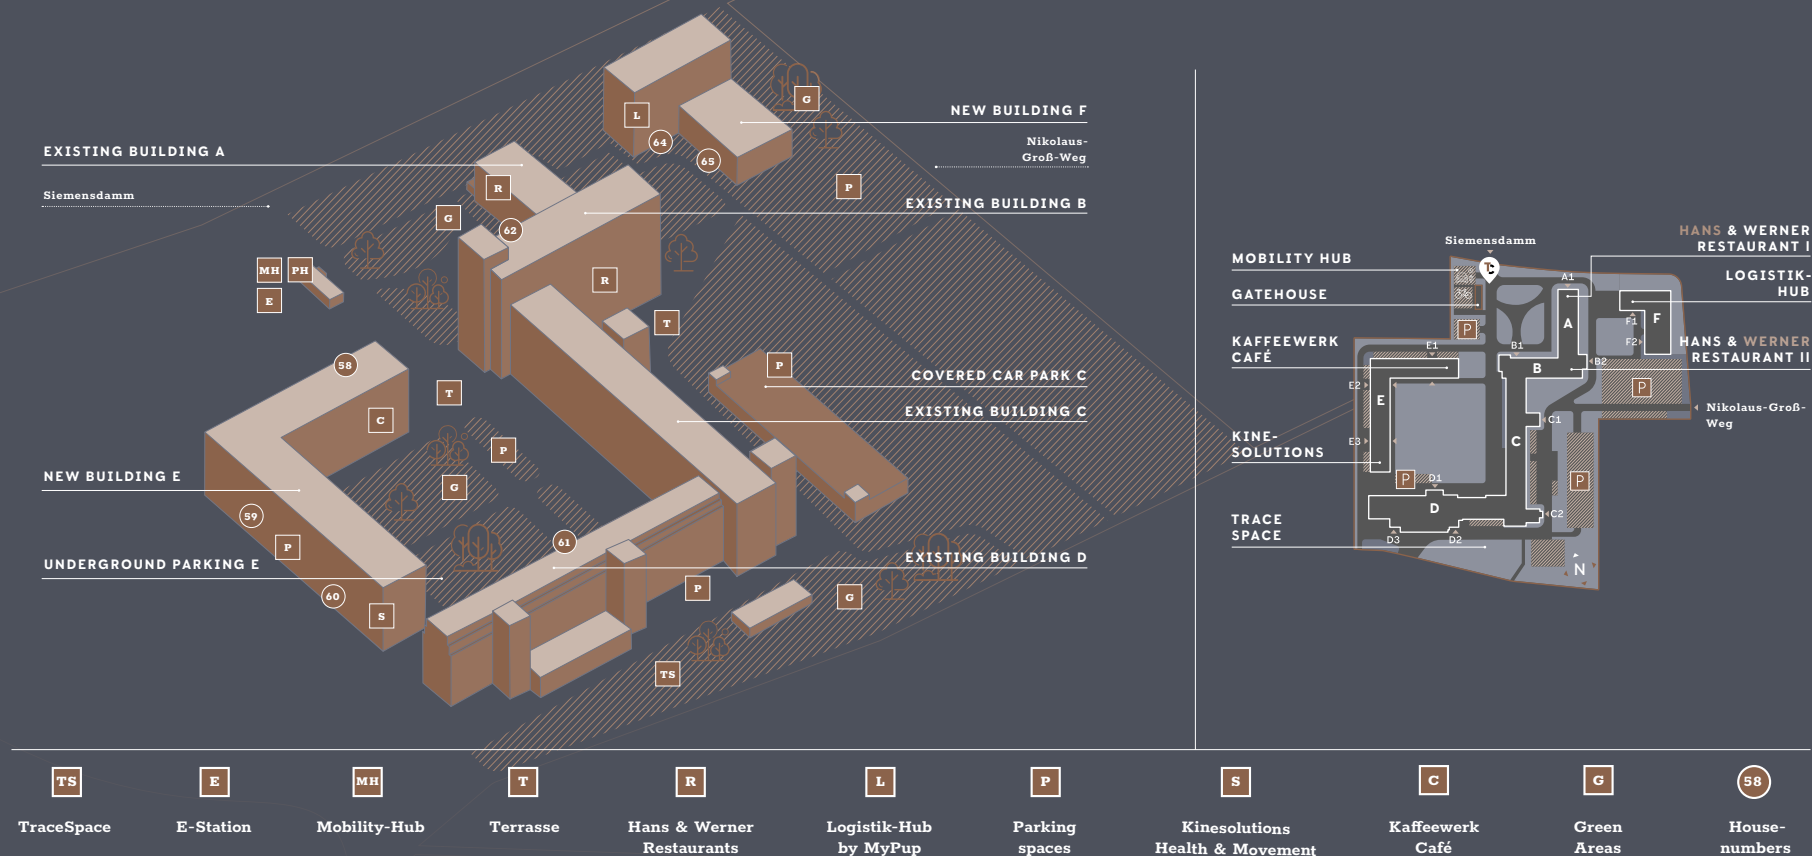 EXISTING BUILDING A
Siemensdamm
NEW BUILDING E
UNDERGROUND PARKING E
NEW BUILDING F
Nikolaus-
Groß-Weg
EXISTING BUILDING B
COVERED CAR PARK C
EXISTING BUILDING C
EXISTING BUILDING D
L
64
65
G
P
R
62
G
MH
PH
E
R
T
58
T
P
C
P
G
59
P
61
60
S
P
G
TS
Siemensdamm
MOBILITY HUB
GATEHOUSE
KAFFEEWERK
CAFÉ
KINE-
SOLUTIONS
TRACE
SPACE
HANS & WERNER
RESTAURANT I
LOGISTIK-
HUB
HANS & WERNER
RESTAURANT II
Nikolaus-Groß-
Weg
A1
A
F1
F
F2
P
E1
B1
B
B2
E2
E
P
C1
C
E3
P
D1
P
D
C2
D3
D2
N
TS
E
MH
T
R
L
P
S
C
G
58
TraceSpace
E-Station
Mobility-Hub
Terrasse
Hans & Werner
Restaurants
Logistik-Hub
by MyPup
Parking
spaces
Kinesolutions
Health & Movement
Kaffeewerk
Café
Green
Areas
House-
numbers